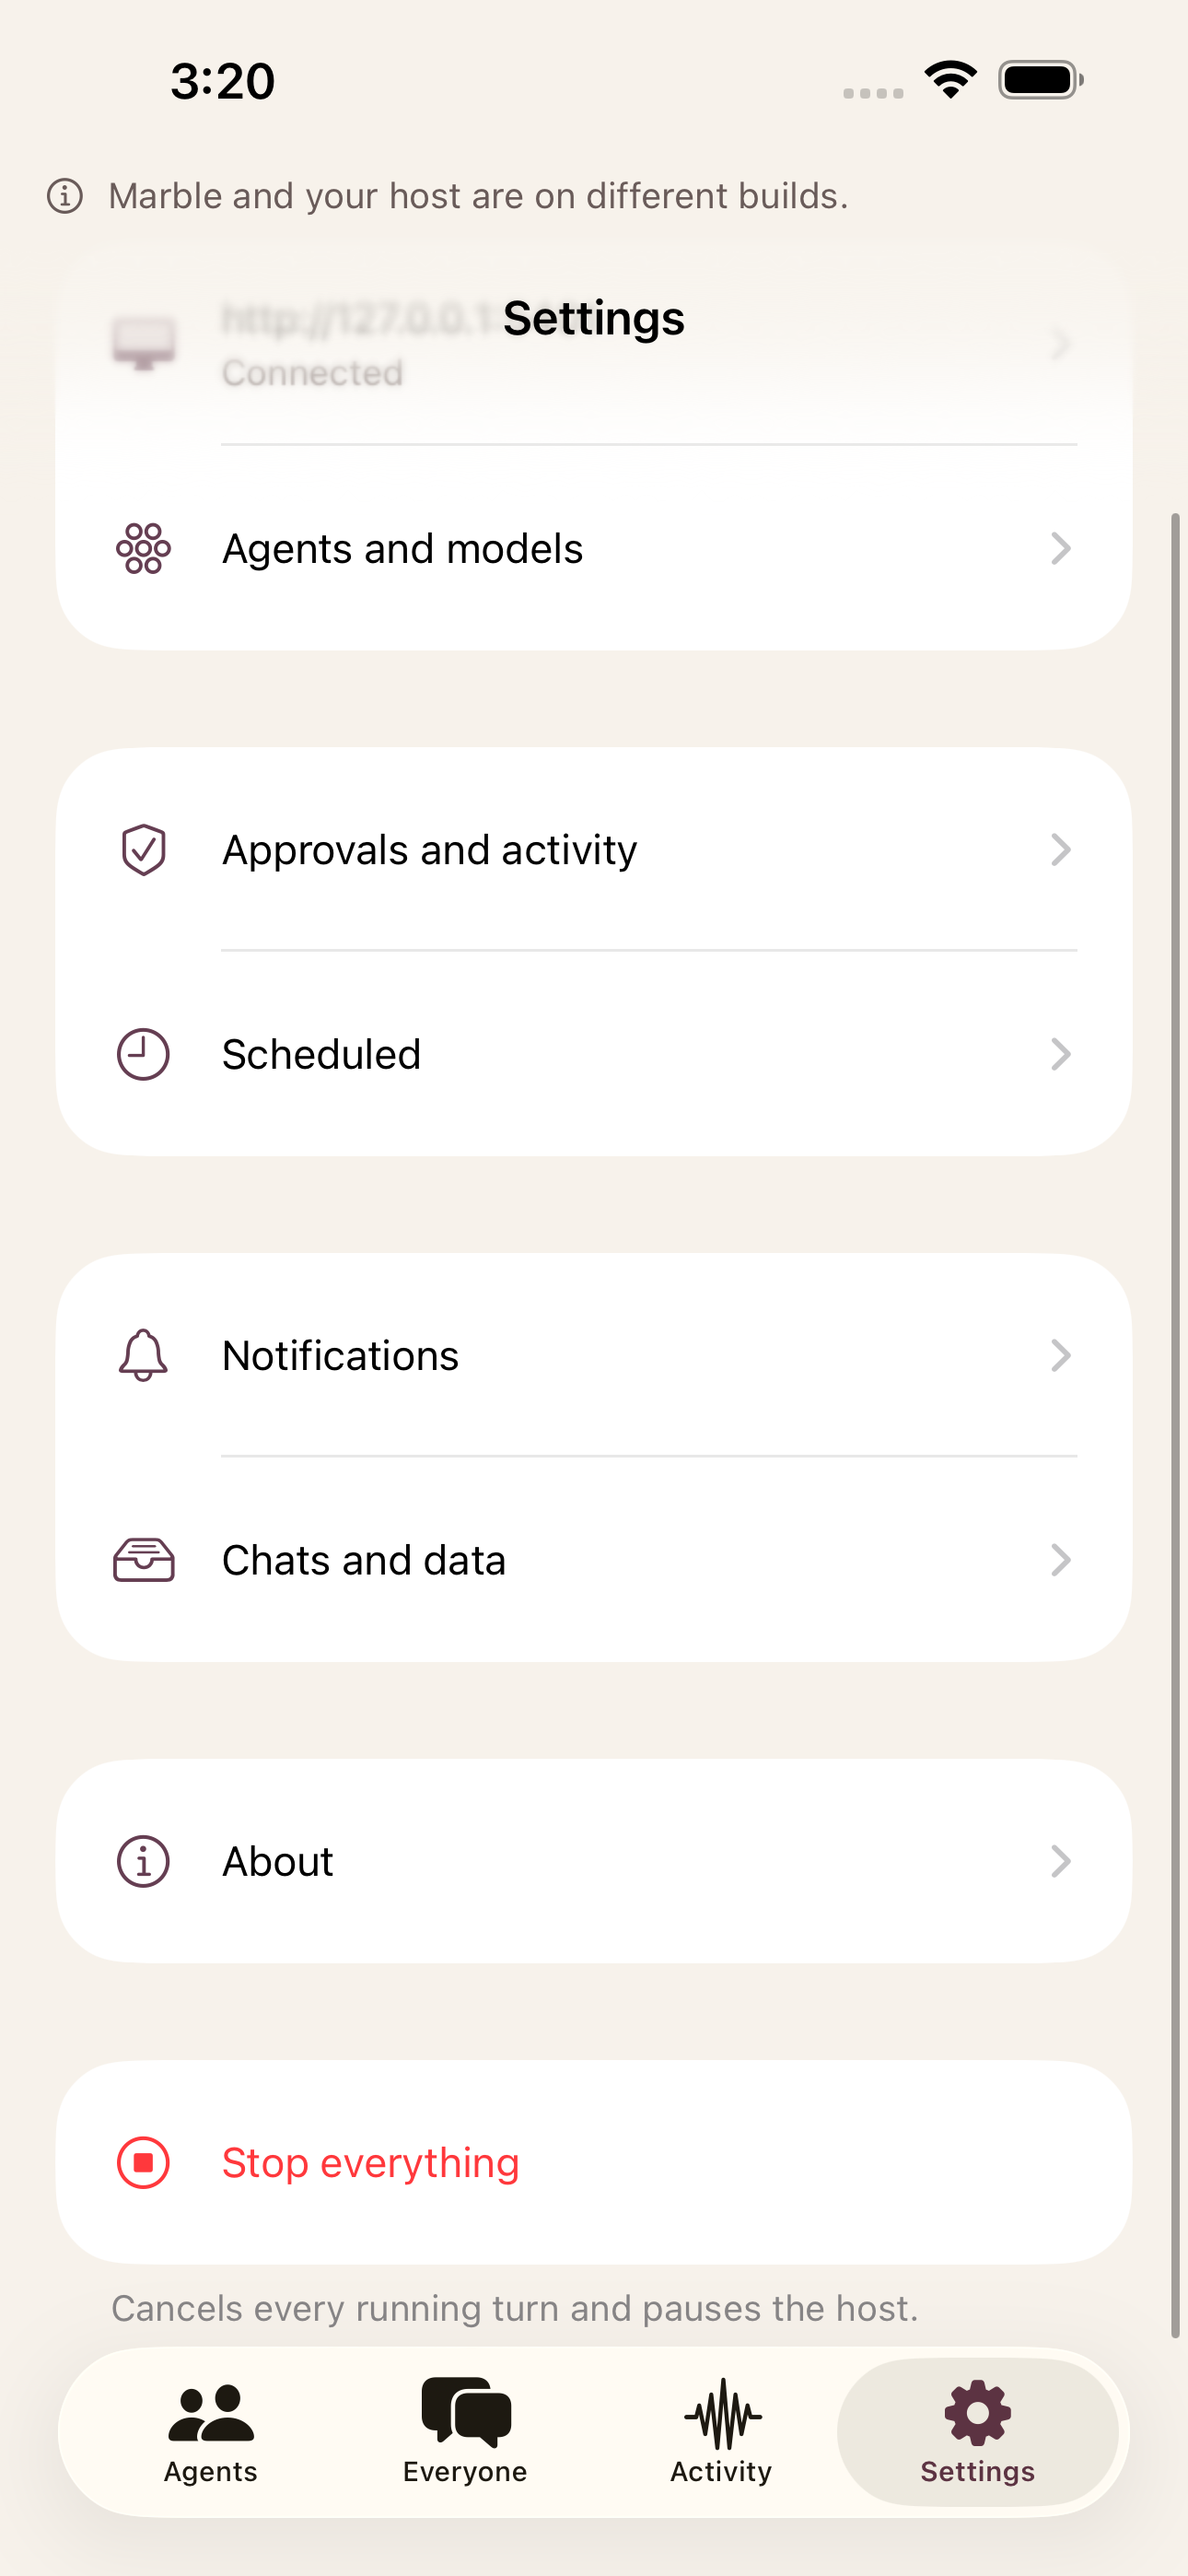 3:20
Marble and your host are on different builds.
Settings
Connected
Agents and models
Approvals and activity
Scheduled
Notifications
Chats and data
About
Stop everything
Cancels every running turn and pauses the host.
Agents
Everyone
Activity
Settings